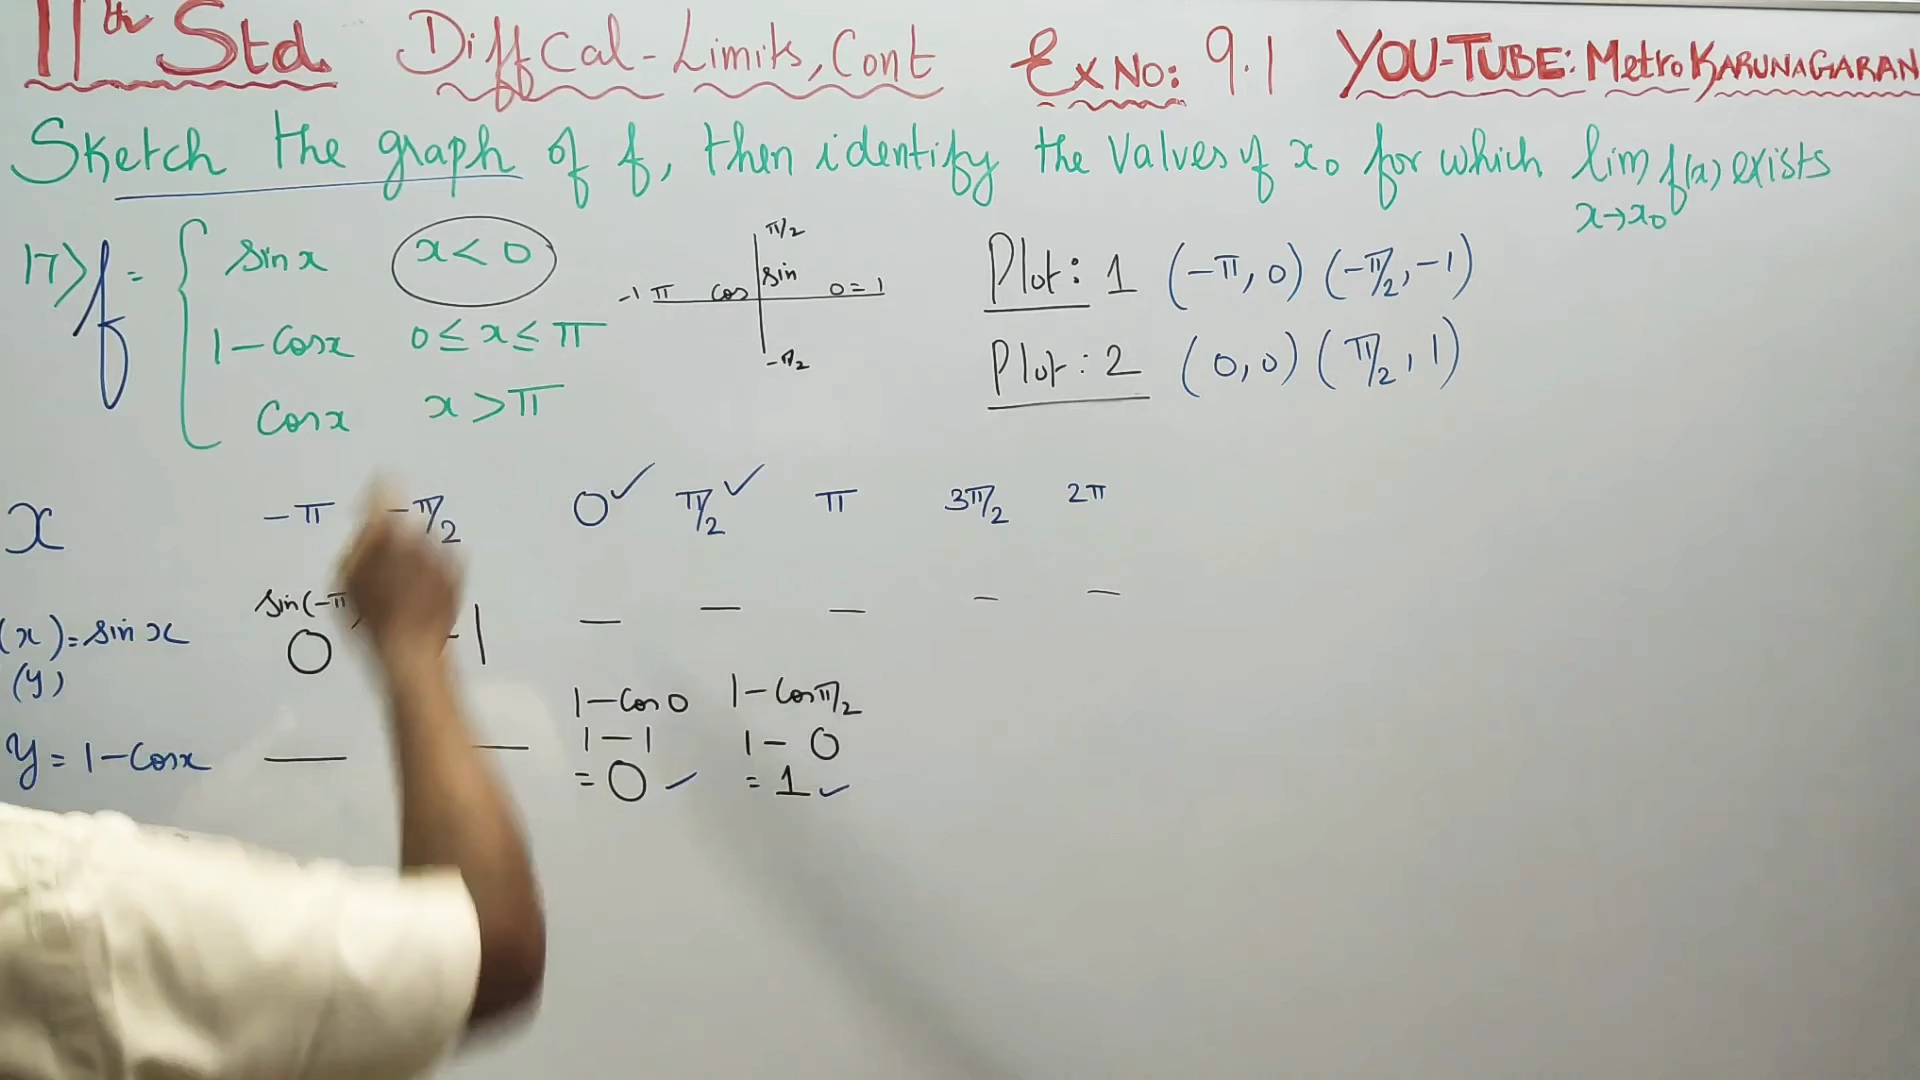 11th Std Diff Cal - Limits, Cont Ex No: 9.1 YOU-TUBE: Metro KARUNAGARAN
Sketch the graph of f, then identify the values of x₀ for which lim f(x) exists
x→x₀
17) f = { sin x x < 0
1 - cos x 0 ≤ x ≤ π
cos x x > π
π/2
sin
-1 π cos 0 = 1
-π/2
Plot: 1 (-π, 0) (-π/2, -1)
Plot: 2 (0, 0) (π/2, 1)
x -π -π/2 0 ✓ π/2 ✓ π 3π/2 2π
(x) = sin x sin(-π 0 -1 — — — — —
(y)
y = 1 - cos x — —
1 - cos 0 1 - cos π/2
1 - 1 1 - 0
= 0 ✓ = 1 ✓